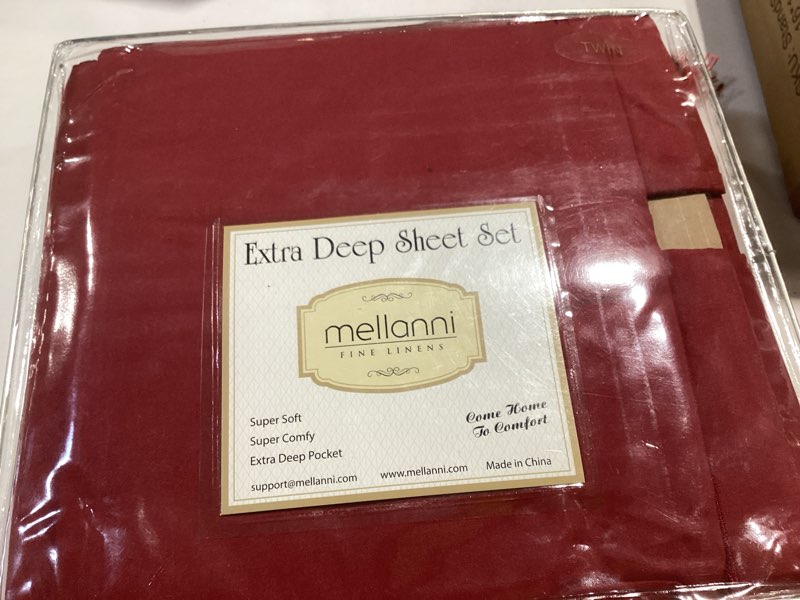 TWIN
Extra Deep Sheet Set
mellanni
FINE LINENS
Super Soft
Super Comfy
Extra Deep Pocket
Come Home
To Comfort
support@mellanni.com www.mellanni.com Made in China